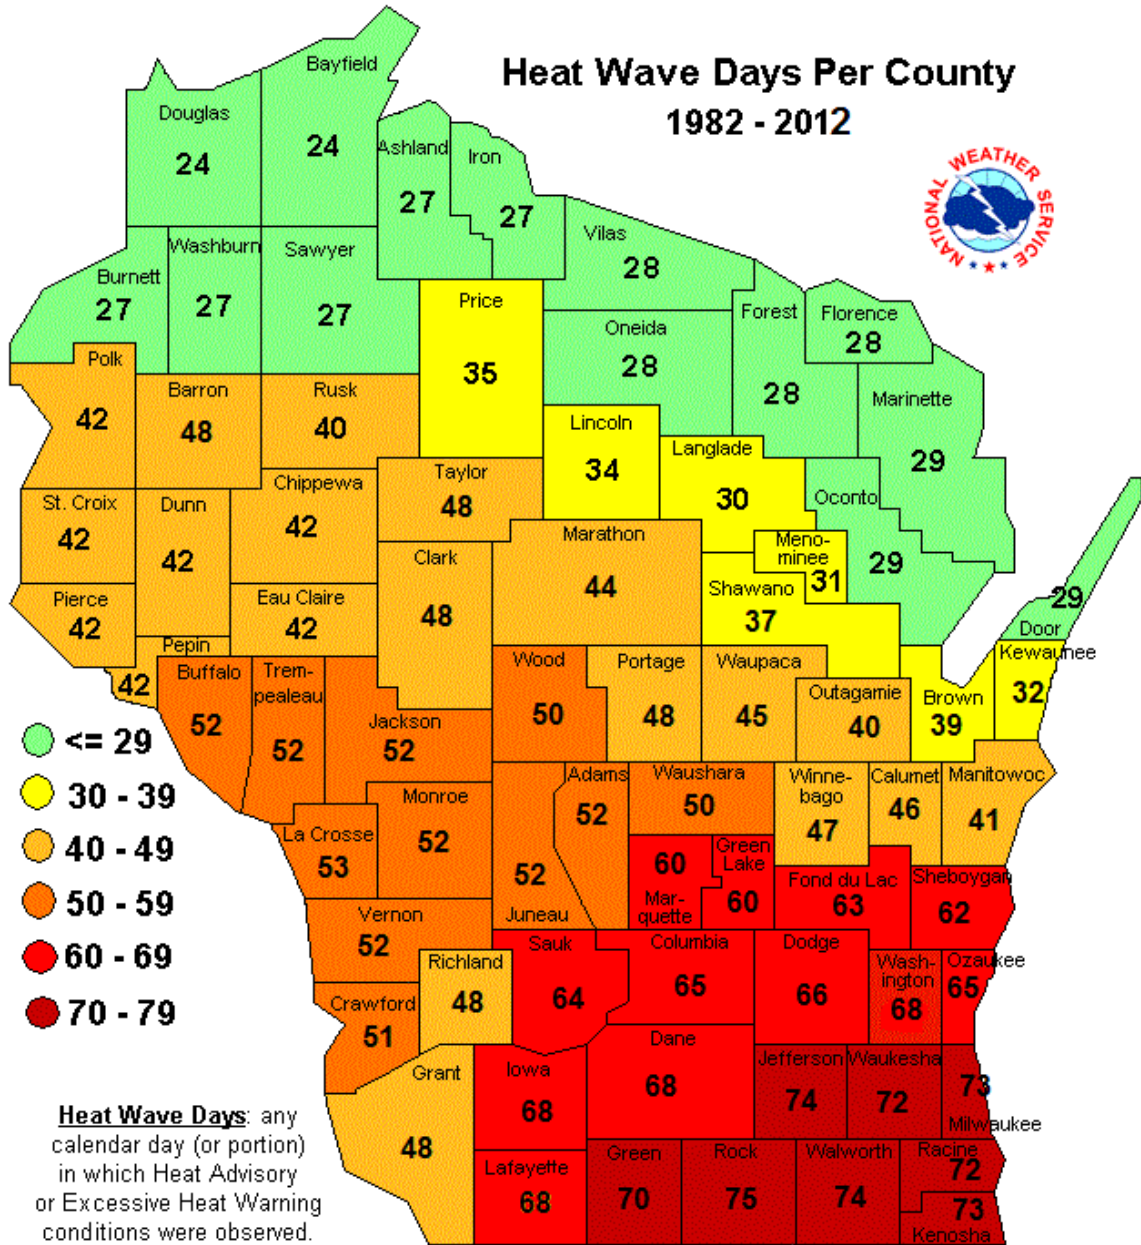 Heat Wave Days Per County
1982 - 2012
NATIONAL WEATHER SERVICE
Bayfield
24
Douglas
24
Ashland
27
Iron
27
Vilas
28
Washburn
27
Sawyer
27
Burnett
27
Price
35
Oneida
28
Forest
28
Florence
28
Marinette
29
Polk
42
Barron
48
Rusk
40
Lincoln
34
Langlade
30
Taylor
48
Chippewa
42
Oconto
29
St. Croix
42
Dunn
42
Marathon
44
Meno-
minee
31
Clark
48
Shawano
37
Pierce
42
Eau Claire
42
Door
29
Pepin
42
Buffalo
52
Trem-
pealeau
52
Jackson
52
Wood
50
Portage
48
Waupaca
45
Outagamie
40
Brown
39
Kewaunee
32
Monroe
52
Adams
52
Waushara
50
Winne-
bago
47
Calumet
46
Manitowoc
41
La Crosse
53
52
Juneau
60
Mar-
quette
Green
Lake
60
Fond du Lac
63
Sheboygan
62
Vernon
52
Richland
48
Sauk
64
Columbia
65
Dodge
66
Wash-
ington
68
Ozaukee
65
Crawford
51
Grant
48
Iowa
68
Dane
68
Jefferson
74
Waukesha
72
73
Milwaukee
Lafayette
68
Green
70
Rock
75
Walworth
74
Racine
72
73
Kenosha
<= 29
30 - 39
40 - 49
50 - 59
60 - 69
70 - 79
Heat Wave Days: any
calendar day (or portion)
in which Heat Advisory
or Excessive Heat Warning
conditions were observed.